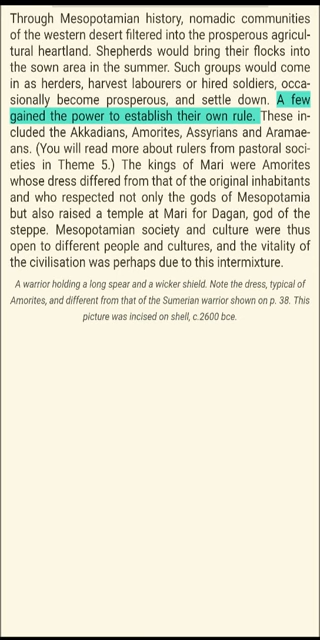 Through Mesopotamian history, nomadic communities
of the western desert filtered into the prosperous agricul-
tural heartland. Shepherds would bring their flocks into
the sown area in the summer. Such groups would come
in as herders, harvest labourers or hired soldiers, occa-
sionally become prosperous, and settle down. A few
gained the power to establish their own rule. These in-
cluded the Akkadians, Amorites, Assyrians and Aramae-
ans. (You will read more about rulers from pastoral soci-
eties in Theme 5.) The kings of Mari were Amorites
whose dress differed from that of the original inhabitants
and who respected not only the gods of Mesopotamia
but also raised a temple at Mari for Dagan, god of the
steppe. Mesopotamian society and culture were thus
open to different people and cultures, and the vitality of
the civilisation was perhaps due to this intermixture.
A warrior holding a long spear and a wicker shield. Note the dress, typical of
Amorites, and different from that of the Sumerian warrior shown on p. 38. This
picture was incised on shell, c.2600 bce.